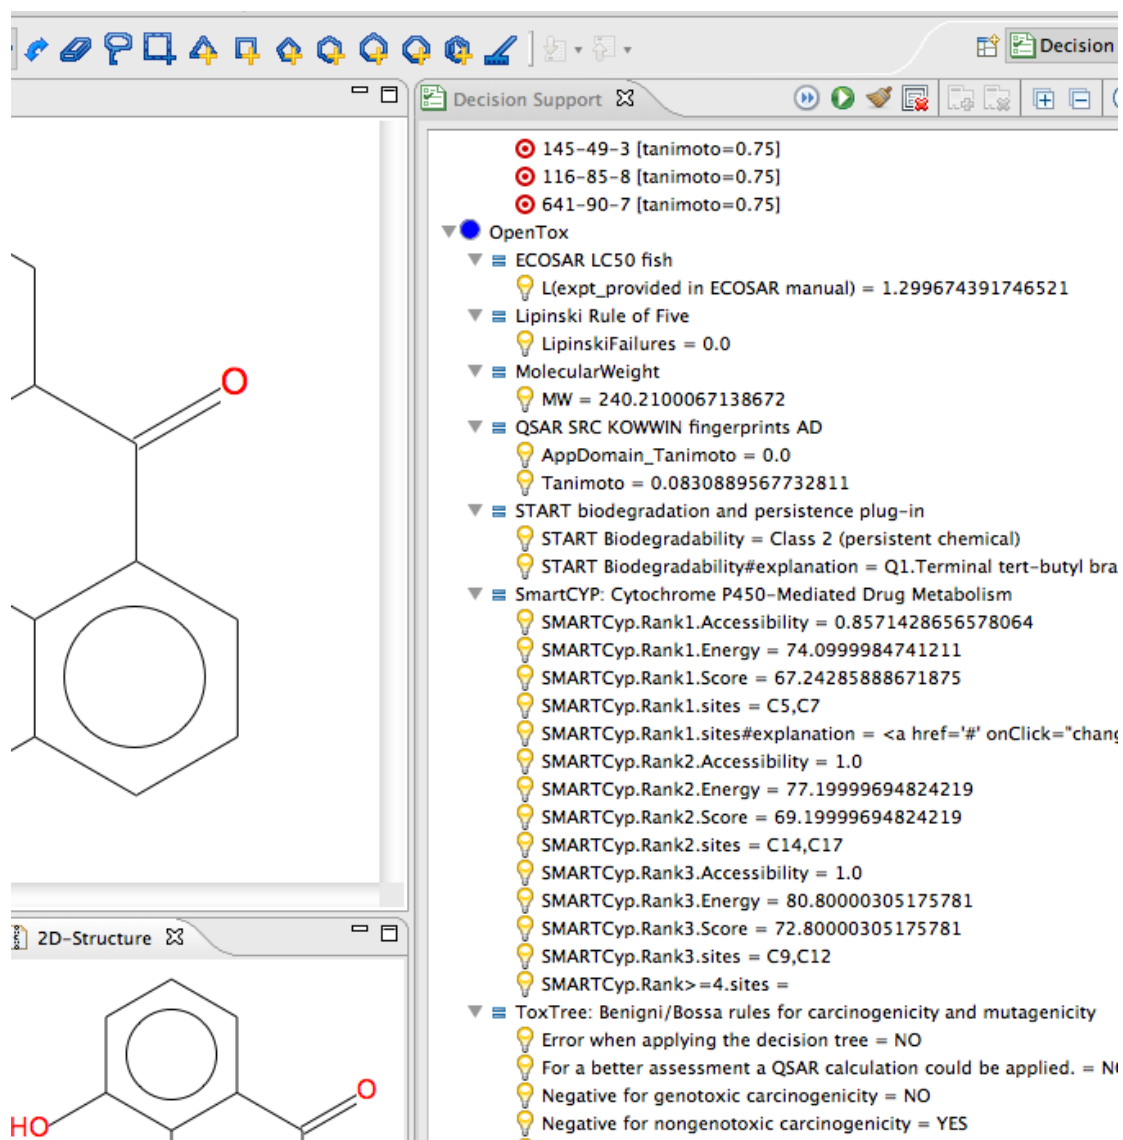 Decision
Decision Support
145-49-3 [tanimoto=0.75]
116-85-8 [tanimoto=0.75]
641-90-7 [tanimoto=0.75]
OpenTox
ECOSAR LC50 fish
L(expt_provided in ECOSAR manual) = 1.299674391746521
Lipinski Rule of Five
LipinskiFailures = 0.0
MolecularWeight
MW = 240.2100067138672
QSAR SRC KOWWIN fingerprints AD
AppDomain_Tanimoto = 0.0
Tanimoto = 0.0830889567732811
START biodegradation and persistence plug-in
START Biodegradability = Class 2 (persistent chemical)
START Biodegradability#explanation = Q1.Terminal tert-butyl bra
SmartCYP: Cytochrome P450-Mediated Drug Metabolism
SMARTCyp.Rank1.Accessibility = 0.8571428656578064
SMARTCyp.Rank1.Energy = 74.0999984741211
SMARTCyp.Rank1.Score = 67.24285888671875
SMARTCyp.Rank1.sites = C5,C7
SMARTCyp.Rank1.sites#explanation = <a href='#' onClick="chang
SMARTCyp.Rank2.Accessibility = 1.0
SMARTCyp.Rank2.Energy = 77.19999694824219
SMARTCyp.Rank2.Score = 69.19999694824219
SMARTCyp.Rank2.sites = C14,C17
SMARTCyp.Rank3.Accessibility = 1.0
SMARTCyp.Rank3.Energy = 80.80000305175781
SMARTCyp.Rank3.Score = 72.80000305175781
SMARTCyp.Rank3.sites = C9,C12
SMARTCyp.Rank>=4.sites =
ToxTree: Benigni/Bossa rules for carcinogenicity and mutagenicity
Error when applying the decision tree = NO
For a better assessment a QSAR calculation could be applied. = N
Negative for genotoxic carcinogenicity = NO
Negative for nongenotoxic carcinogenicity = YES
O
2D-Structure
O
HO